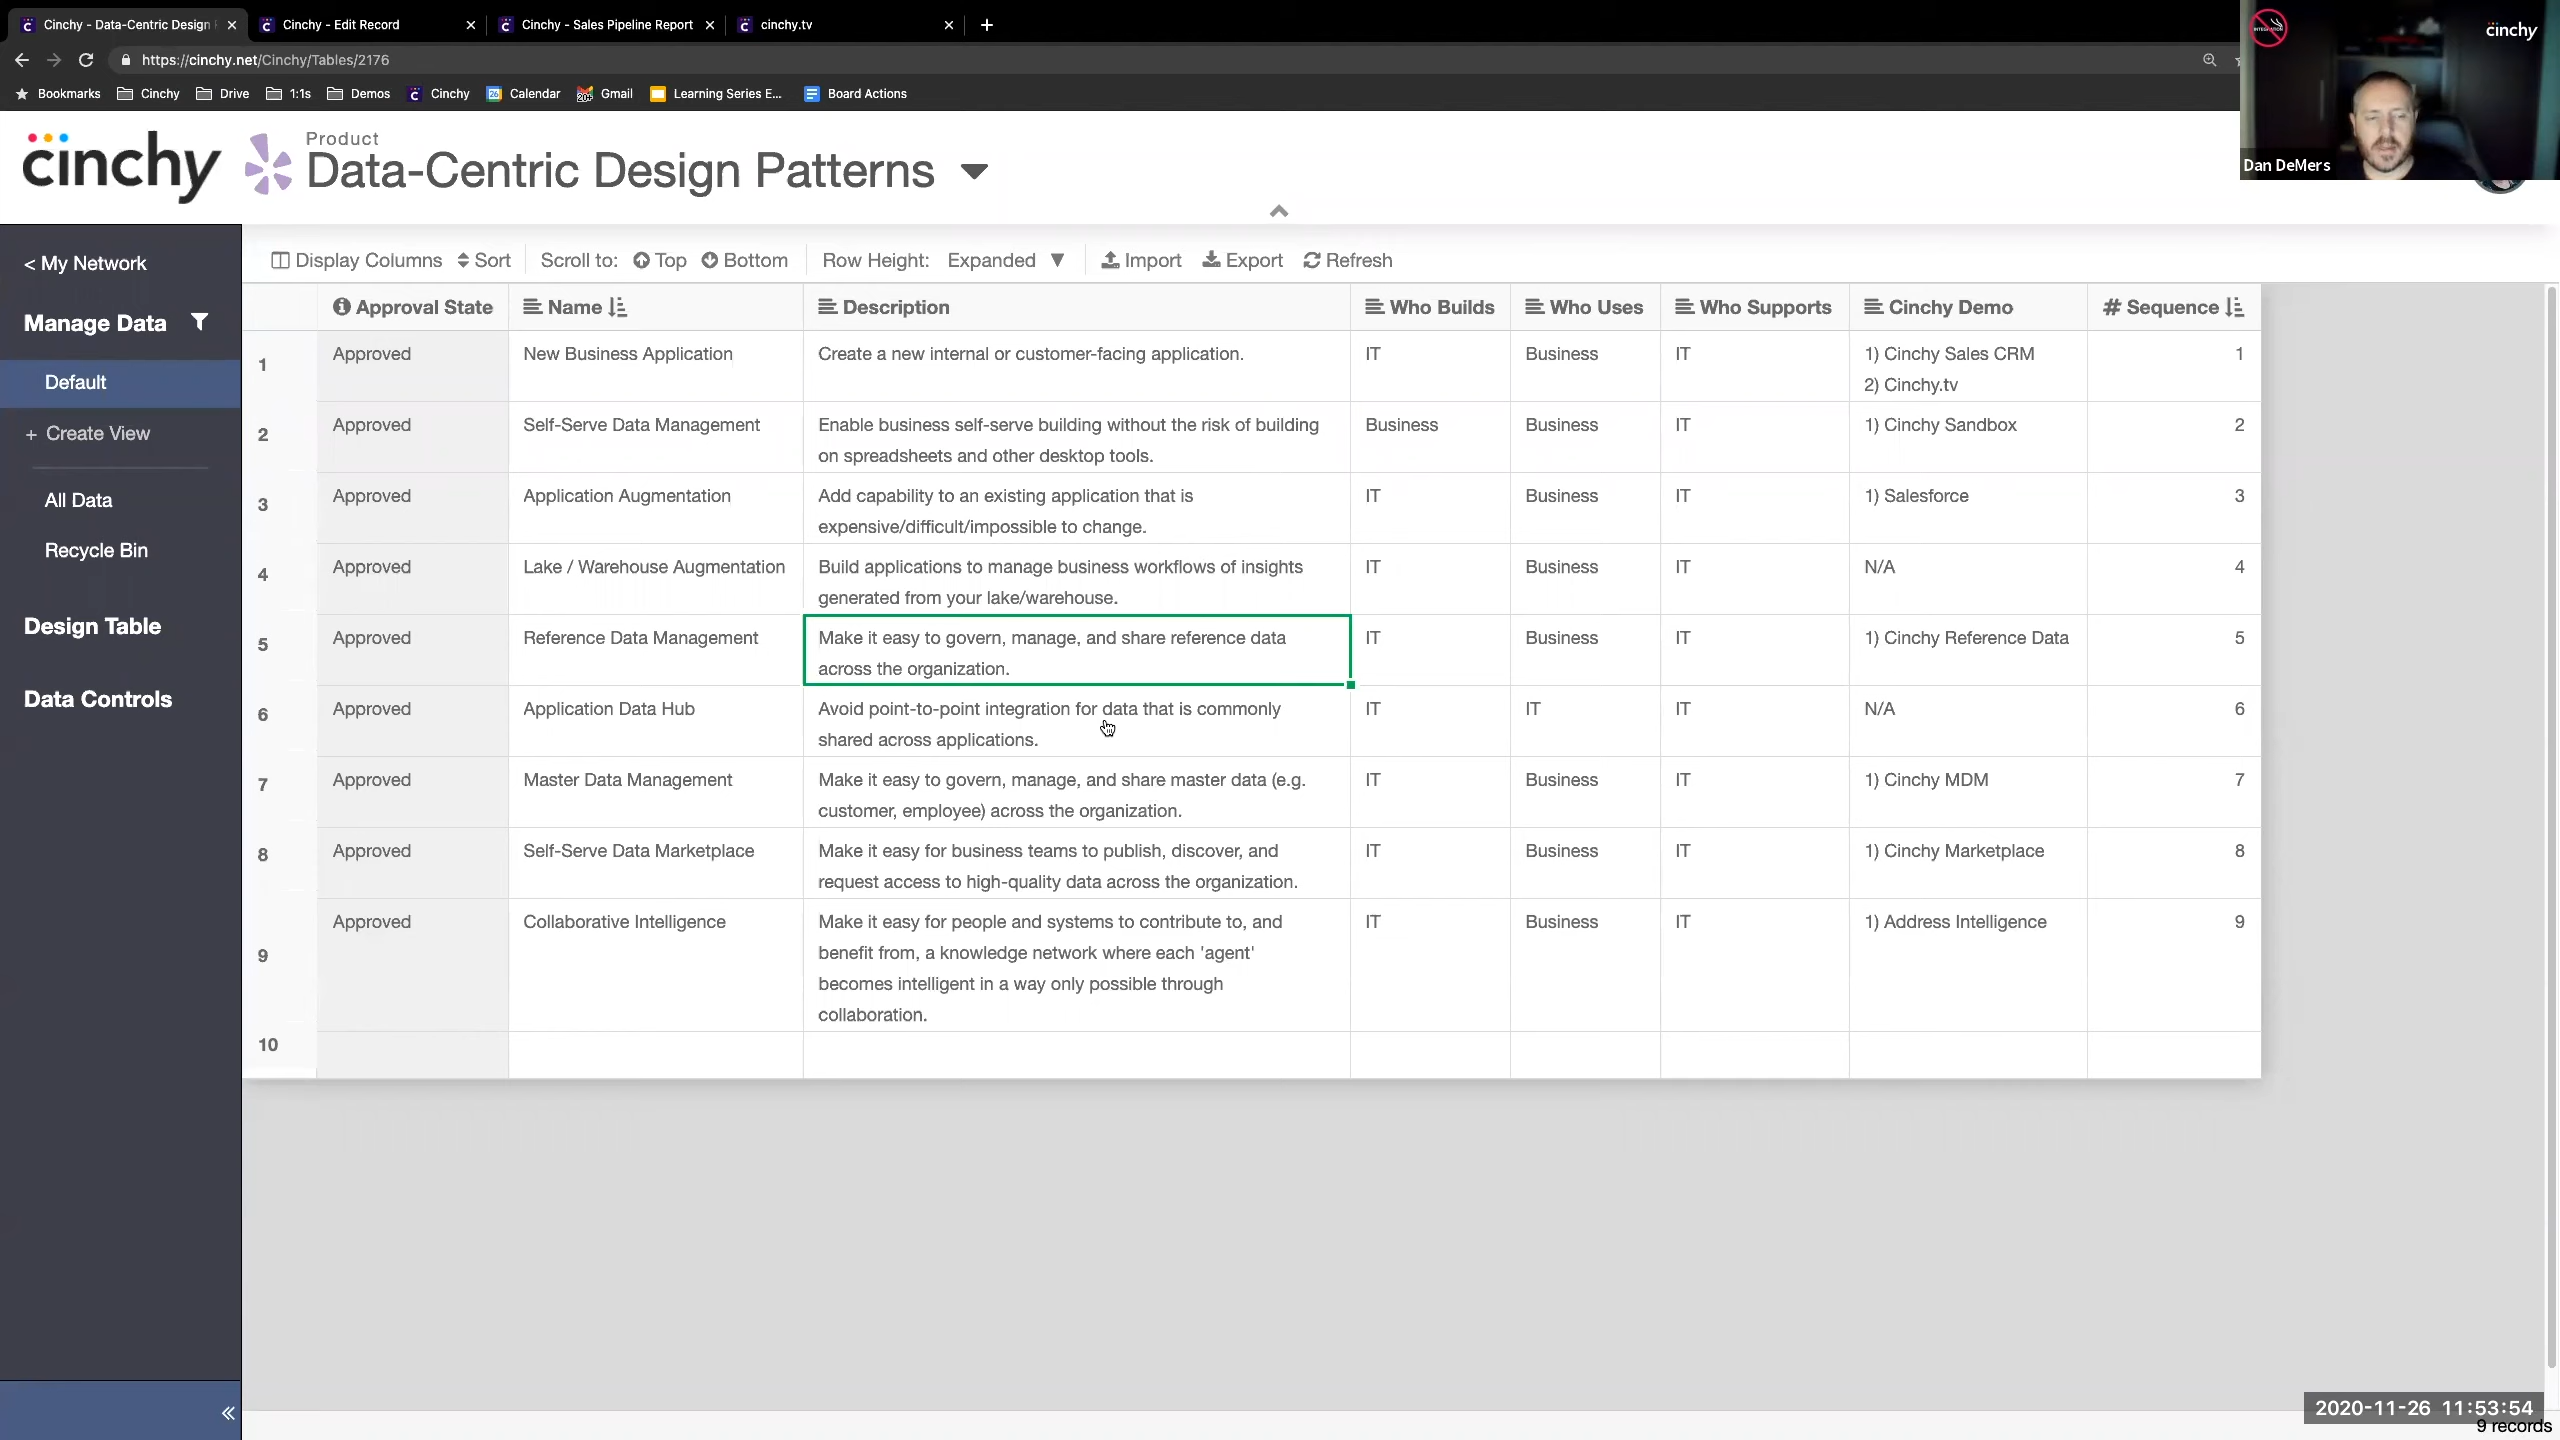 Cinchy - Data-Centric Design
Cinchy - Edit Record
Cinchy - Sales Pipeline Report
cinchy.tv
https://cinchy.net/Cinchy/Tables/2176
Bookmarks
Cinchy
Drive
1:1s
Demos
Cinchy
Calendar
Gmail
Learning Series E...
Board Actions
cinchy
Dan DeMers
cinchy
Product
Data-Centric Design Patterns
< My Network
Manage Data
Default
+ Create View
All Data
Recycle Bin
Design Table
Data Controls
Display Columns
Sort
Scroll to:
Top
Bottom
Row Height:
Expanded
Import
Export
Refresh
Approval State
Name
Description
Who Builds
Who Uses
Who Supports
Cinchy Demo
# Sequence
1
Approved
New Business Application
Create a new internal or customer-facing application.
IT
Business
IT
1) Cinchy Sales CRM
2) Cinchy.tv
1
2
Approved
Self-Serve Data Management
Enable business self-serve building without the risk of building
on spreadsheets and other desktop tools.
Business
Business
IT
1) Cinchy Sandbox
2
3
Approved
Application Augmentation
Add capability to an existing application that is
expensive/difficult/impossible to change.
IT
Business
IT
1) Salesforce
3
4
Approved
Lake / Warehouse Augmentation
Build applications to manage business workflows of insights
generated from your lake/warehouse.
IT
Business
IT
N/A
4
5
Approved
Reference Data Management
Make it easy to govern, manage, and share reference data
across the organization.
IT
Business
IT
1) Cinchy Reference Data
5
6
Approved
Application Data Hub
Avoid point-to-point integration for data that is commonly
shared across applications.
IT
IT
IT
N/A
6
7
Approved
Master Data Management
Make it easy to govern, manage, and share master data (e.g.
customer, employee) across the organization.
IT
Business
IT
1) Cinchy MDM
7
8
Approved
Self-Serve Data Marketplace
Make it easy for business teams to publish, discover, and
request access to high-quality data across the organization.
IT
Business
IT
1) Cinchy Marketplace
8
9
Approved
Collaborative Intelligence
Make it easy for people and systems to contribute to, and
benefit from, a knowledge network where each 'agent'
becomes intelligent in a way only possible through
collaboration.
IT
Business
IT
1) Address Intelligence
9
10
2020-11-26 11:53:54
9 records